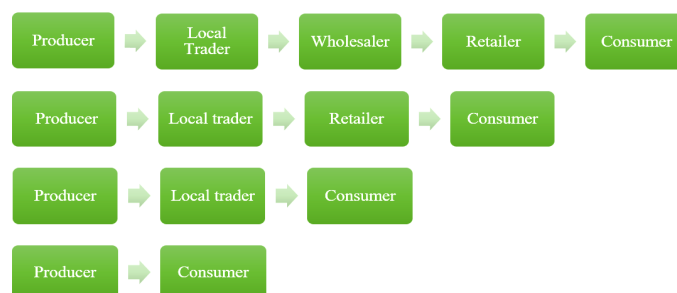 Producer
Local
Trader
Wholesaler
Retailer
Consumer
Producer
Local trader
Retailer
Consumer
Producer
Local trader
Consumer
Producer
Consumer